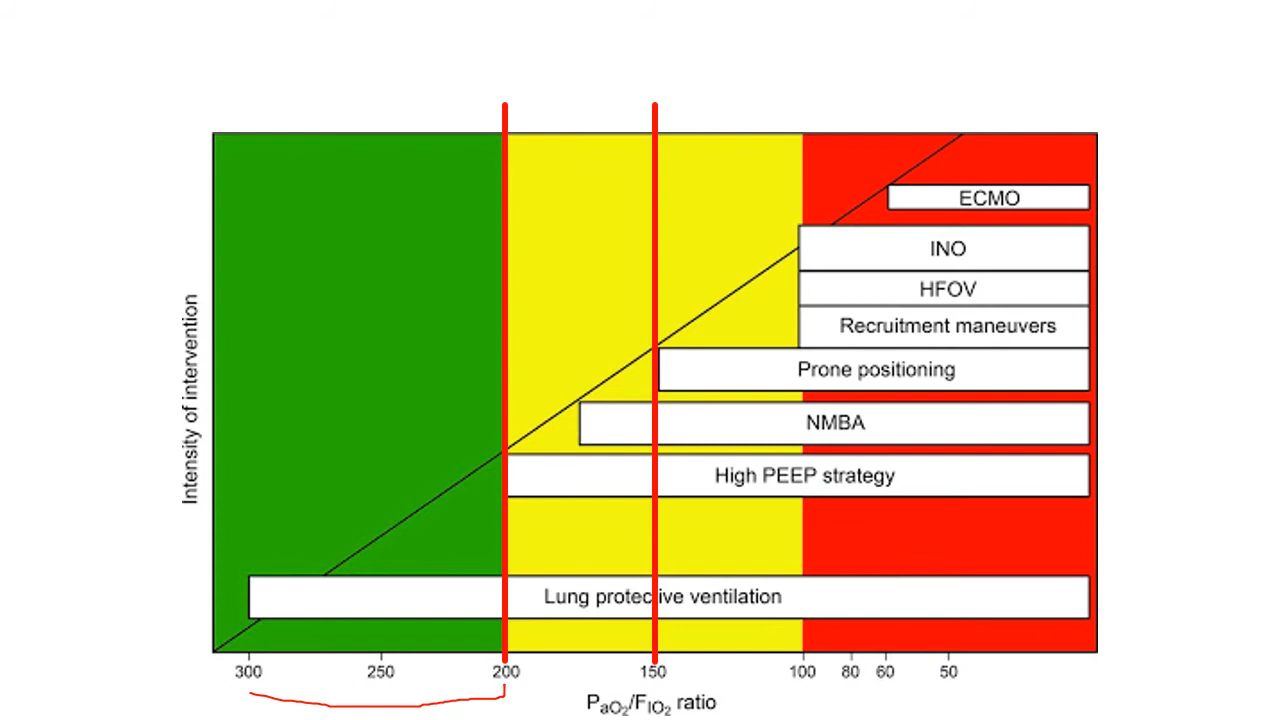 ECMO
INO
HFOV
Recruitment maneuvers
Prone positioning
NMBA
High PEEP strategy
Lung protective ventilation
Intensity of intervention
300 250 200 150 100 80 60 50
PaO2/FIO2 ratio